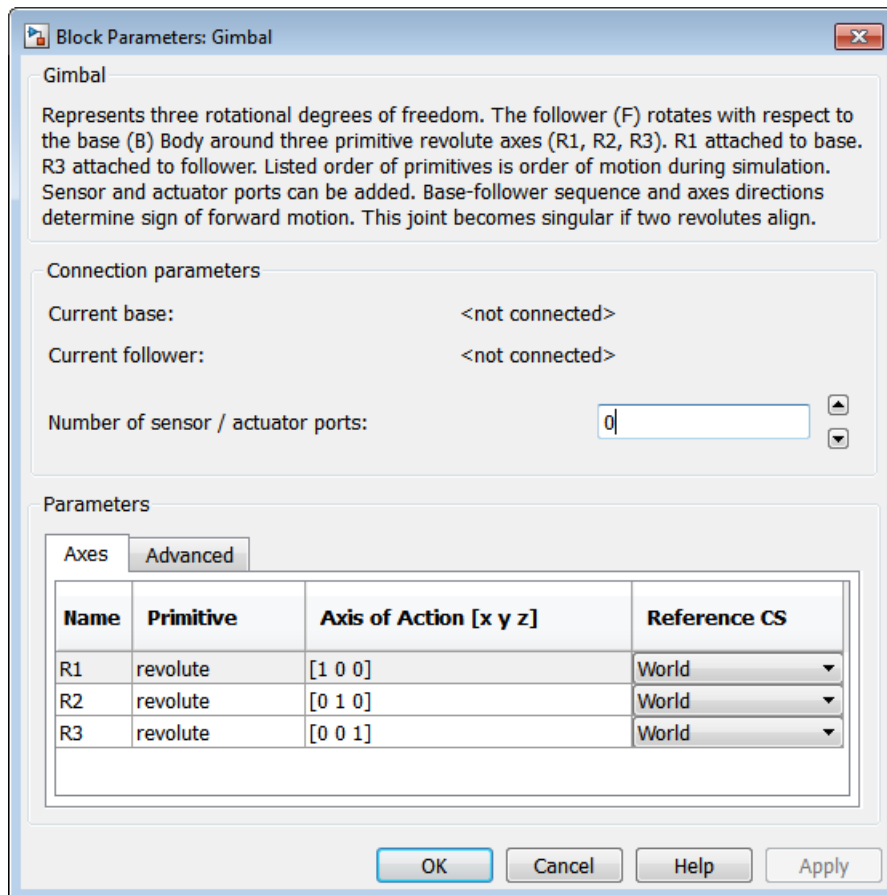 Block Parameters: Gimbal
Gimbal
Represents three rotational degrees of freedom. The follower (F) rotates with respect to
the base (B) Body around three primitive revolute axes (R1, R2, R3). R1 attached to base.
R3 attached to follower. Listed order of primitives is order of motion during simulation.
Sensor and actuator ports can be added. Base-follower sequence and axes directions
determine sign of forward motion. This joint becomes singular if two revolutes align.
Connection parameters
Current base: <not connected>
Current follower: <not connected>
Number of sensor / actuator ports: 0
Parameters
Axes Advanced
Name Primitive Axis of Action [x y z] Reference CS
R1 revolute [1 0 0] World
R2 revolute [0 1 0] World
R3 revolute [0 0 1] World
OK Cancel Help Apply